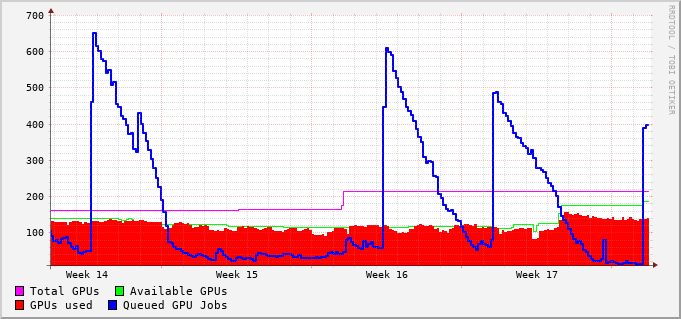 700
600
500
400
300
200
100
Week 14 Week 15 Week 16 Week 17
Total GPUs Available GPUs
GPUs used Queued GPU Jobs
RRDTOOL / TOBI OETIKER